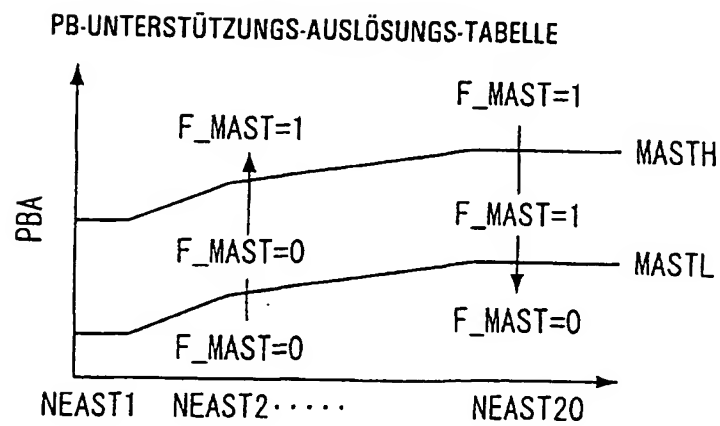 PB-UNTERSTÜTZUNGS-AUSLÖSUNGS-TABELLE
F_MAST=1
F_MAST=1
MASTH
PBA
F_MAST=1
F_MAST=0
MASTL
F_MAST=0
F_MAST=0
NEAST1 NEAST2····· NEAST20